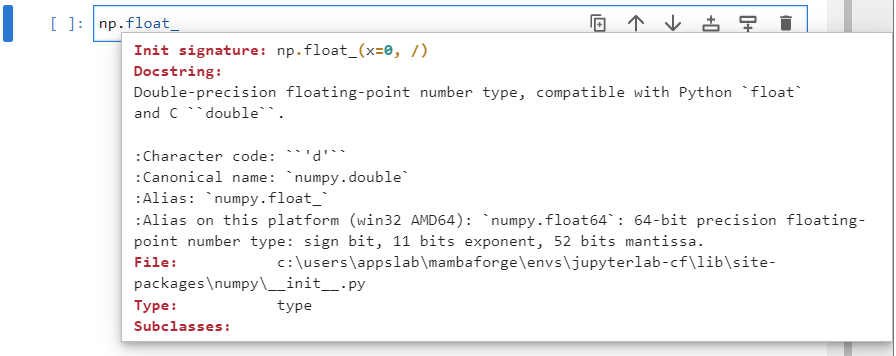 [ ]: np.float_
Init signature: np.float_(x=0, /)
Docstring:
Double-precision floating-point number type, compatible with Python `float`
and C ``double``.
:Character code: ``'d'``
:Canonical name: `numpy.double`
:Alias: `numpy.float_`
:Alias on this platform (win32 AMD64): `numpy.float64`: 64-bit precision floating-
point number type: sign bit, 11 bits exponent, 52 bits mantissa.
File: c:\users\appslab\mambaforge\envs\jupyterlab-cf\lib\site-
packages\numpy\__init__.py
Type: type
Subclasses: